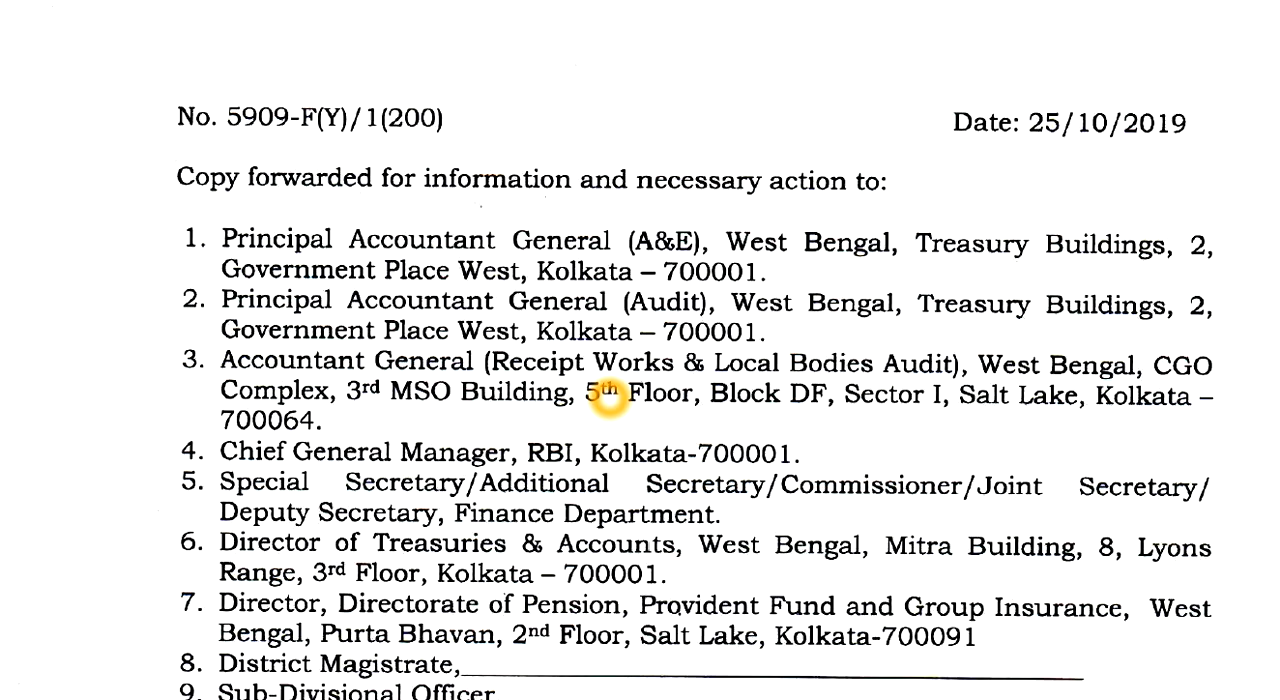 No. 5909-F(Y)/1(200)
Date: 25/10/2019
Copy forwarded for information and necessary action to:
1. Principal Accountant General (A&E), West Bengal, Treasury Buildings, 2,
Government Place West, Kolkata – 700001.
2. Principal Accountant General (Audit), West Bengal, Treasury Buildings, 2,
Government Place West, Kolkata – 700001.
3. Accountant General (Receipt Works & Local Bodies Audit), West Bengal, CGO
Complex, 3rd MSO Building, 5th Floor, Block DF, Sector I, Salt Lake, Kolkata –
700064.
4. Chief General Manager, RBI, Kolkata-700001.
5. Special Secretary/Additional Secretary/Commissioner/Joint Secretary/
Deputy Secretary, Finance Department.
6. Director of Treasuries & Accounts, West Bengal, Mitra Building, 8, Lyons
Range, 3rd Floor, Kolkata – 700001.
7. Director, Directorate of Pension, Provident Fund and Group Insurance, West
Bengal, Purta Bhavan, 2nd Floor, Salt Lake, Kolkata-700091
8. District Magistrate,
9. Sub-Divisional Officer